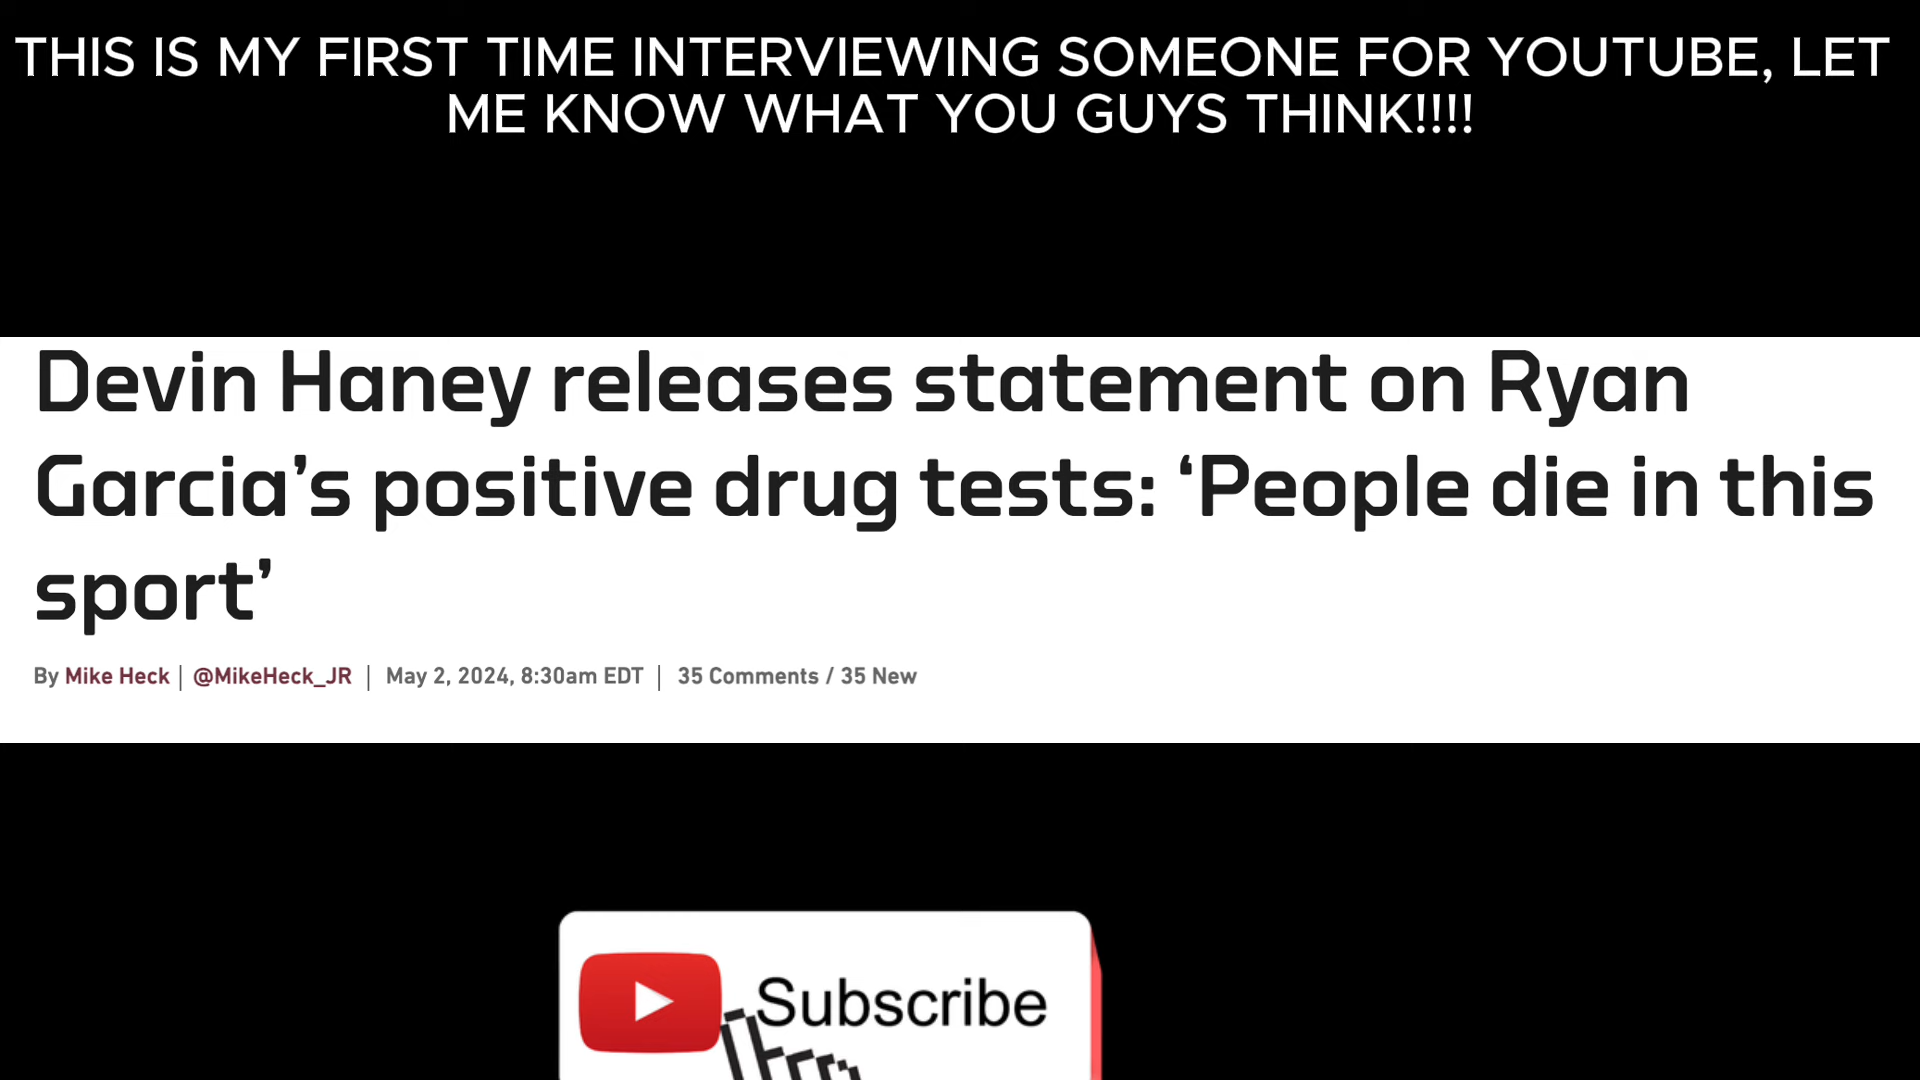 THIS IS MY FIRST TIME INTERVIEWING SOMEONE FOR YOUTUBE, LET
ME KNOW WHAT YOU GUYS THINK!!!!
Devin Haney releases statement on Ryan
Garcia’s positive drug tests: ‘People die in this
sport’
By Mike Heck | @MikeHeck_JR | May 2, 2024, 8:30am EDT | 35 Comments / 35 New
Subscribe